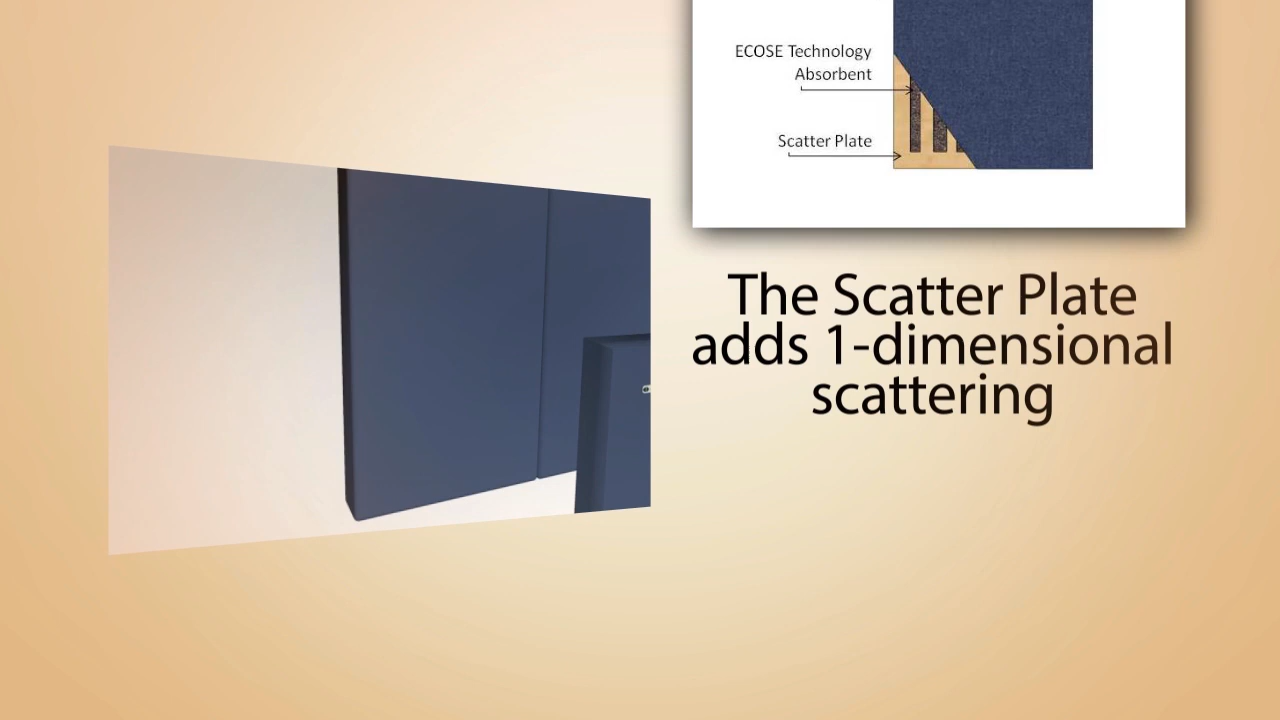 ECOSE Technology
Absorbent
Scatter Plate
The Scatter Plate
adds 1-dimensional
scattering